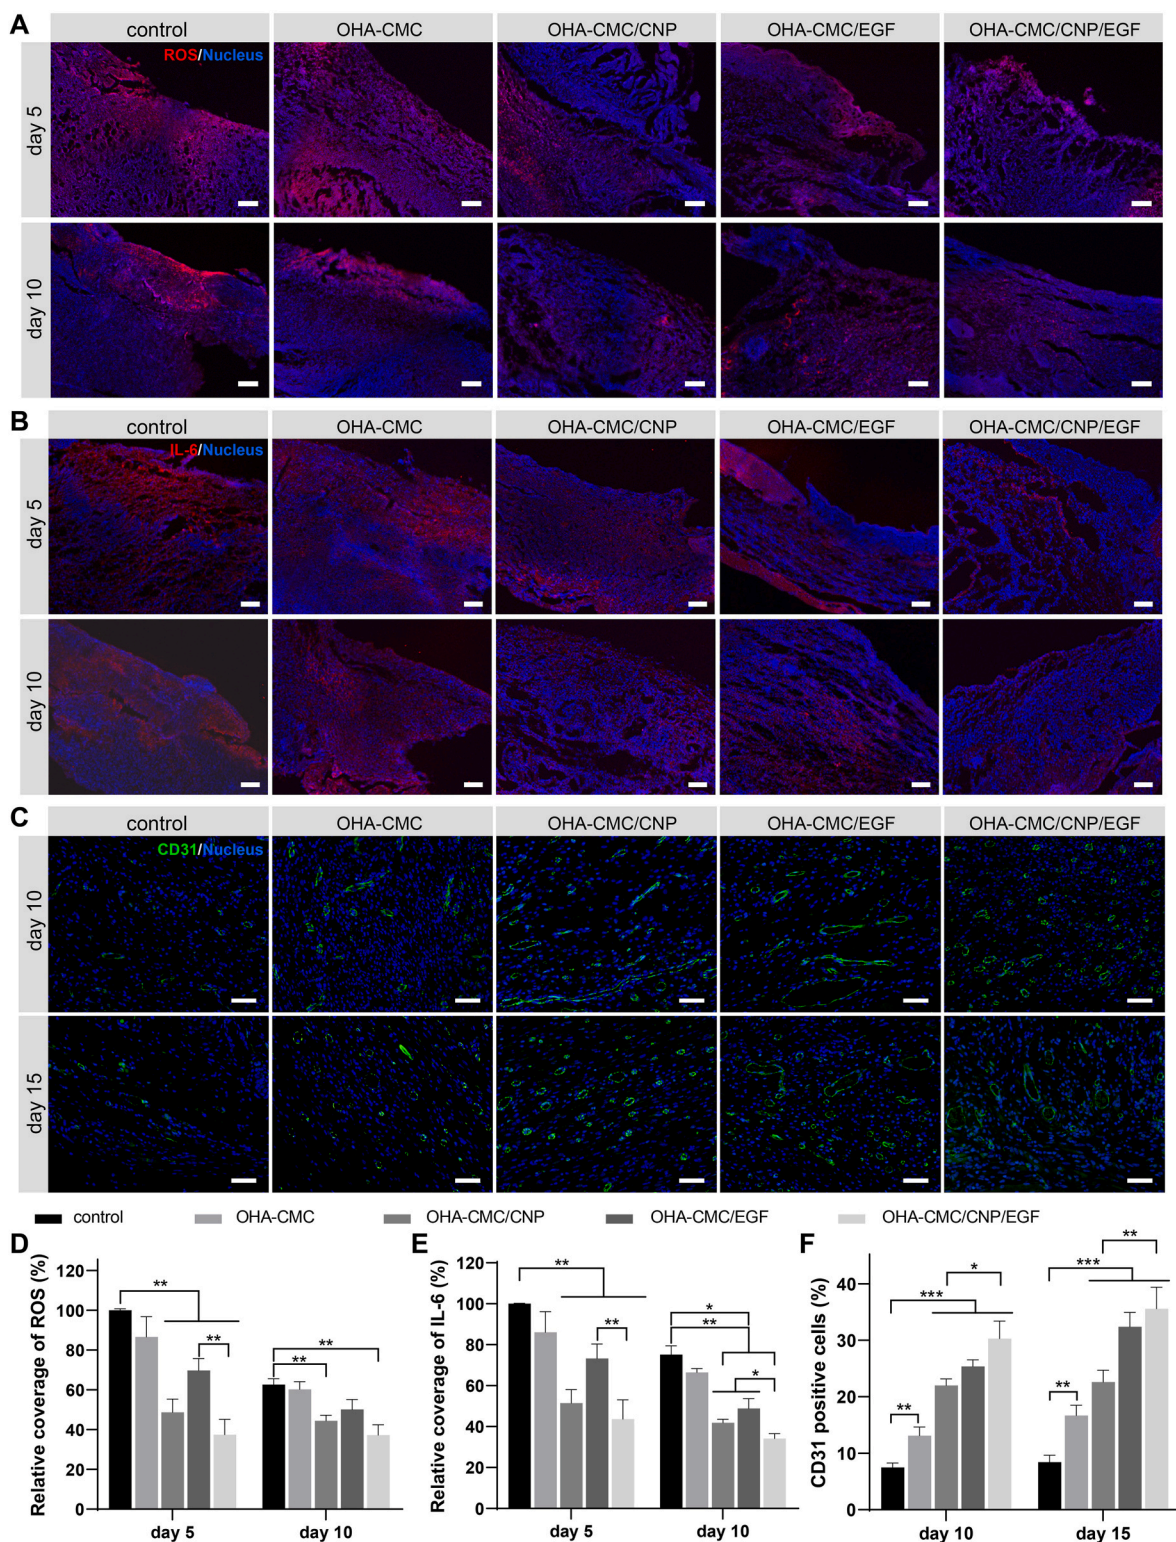 A
control OHA-CMC OHA-CMC/CNP OHA-CMC/EGF OHA-CMC/CNP/EGF
ROS/Nucleus
day 5
day 10
B
control OHA-CMC OHA-CMC/CNP OHA-CMC/EGF OHA-CMC/CNP/EGF
IL-6/Nucleus
day 5
day 10
C
control OHA-CMC OHA-CMC/CNP OHA-CMC/EGF OHA-CMC/CNP/EGF
CD31/Nucleus
day 10
day 15
control OHA-CMC OHA-CMC/CNP OHA-CMC/EGF OHA-CMC/CNP/EGF
D
Relative coverage of ROS (%)
120
100
80
60
40
20
0
**
**
**
**
day 5 day 10
E
Relative coverage of IL-6 (%)
120
100
80
60
40
20
0
**
**
*
**
*
day 5 day 10
F
CD31 positive cells (%)
40
30
20
10
0
**
***
*
**
***
**
day 10 day 15